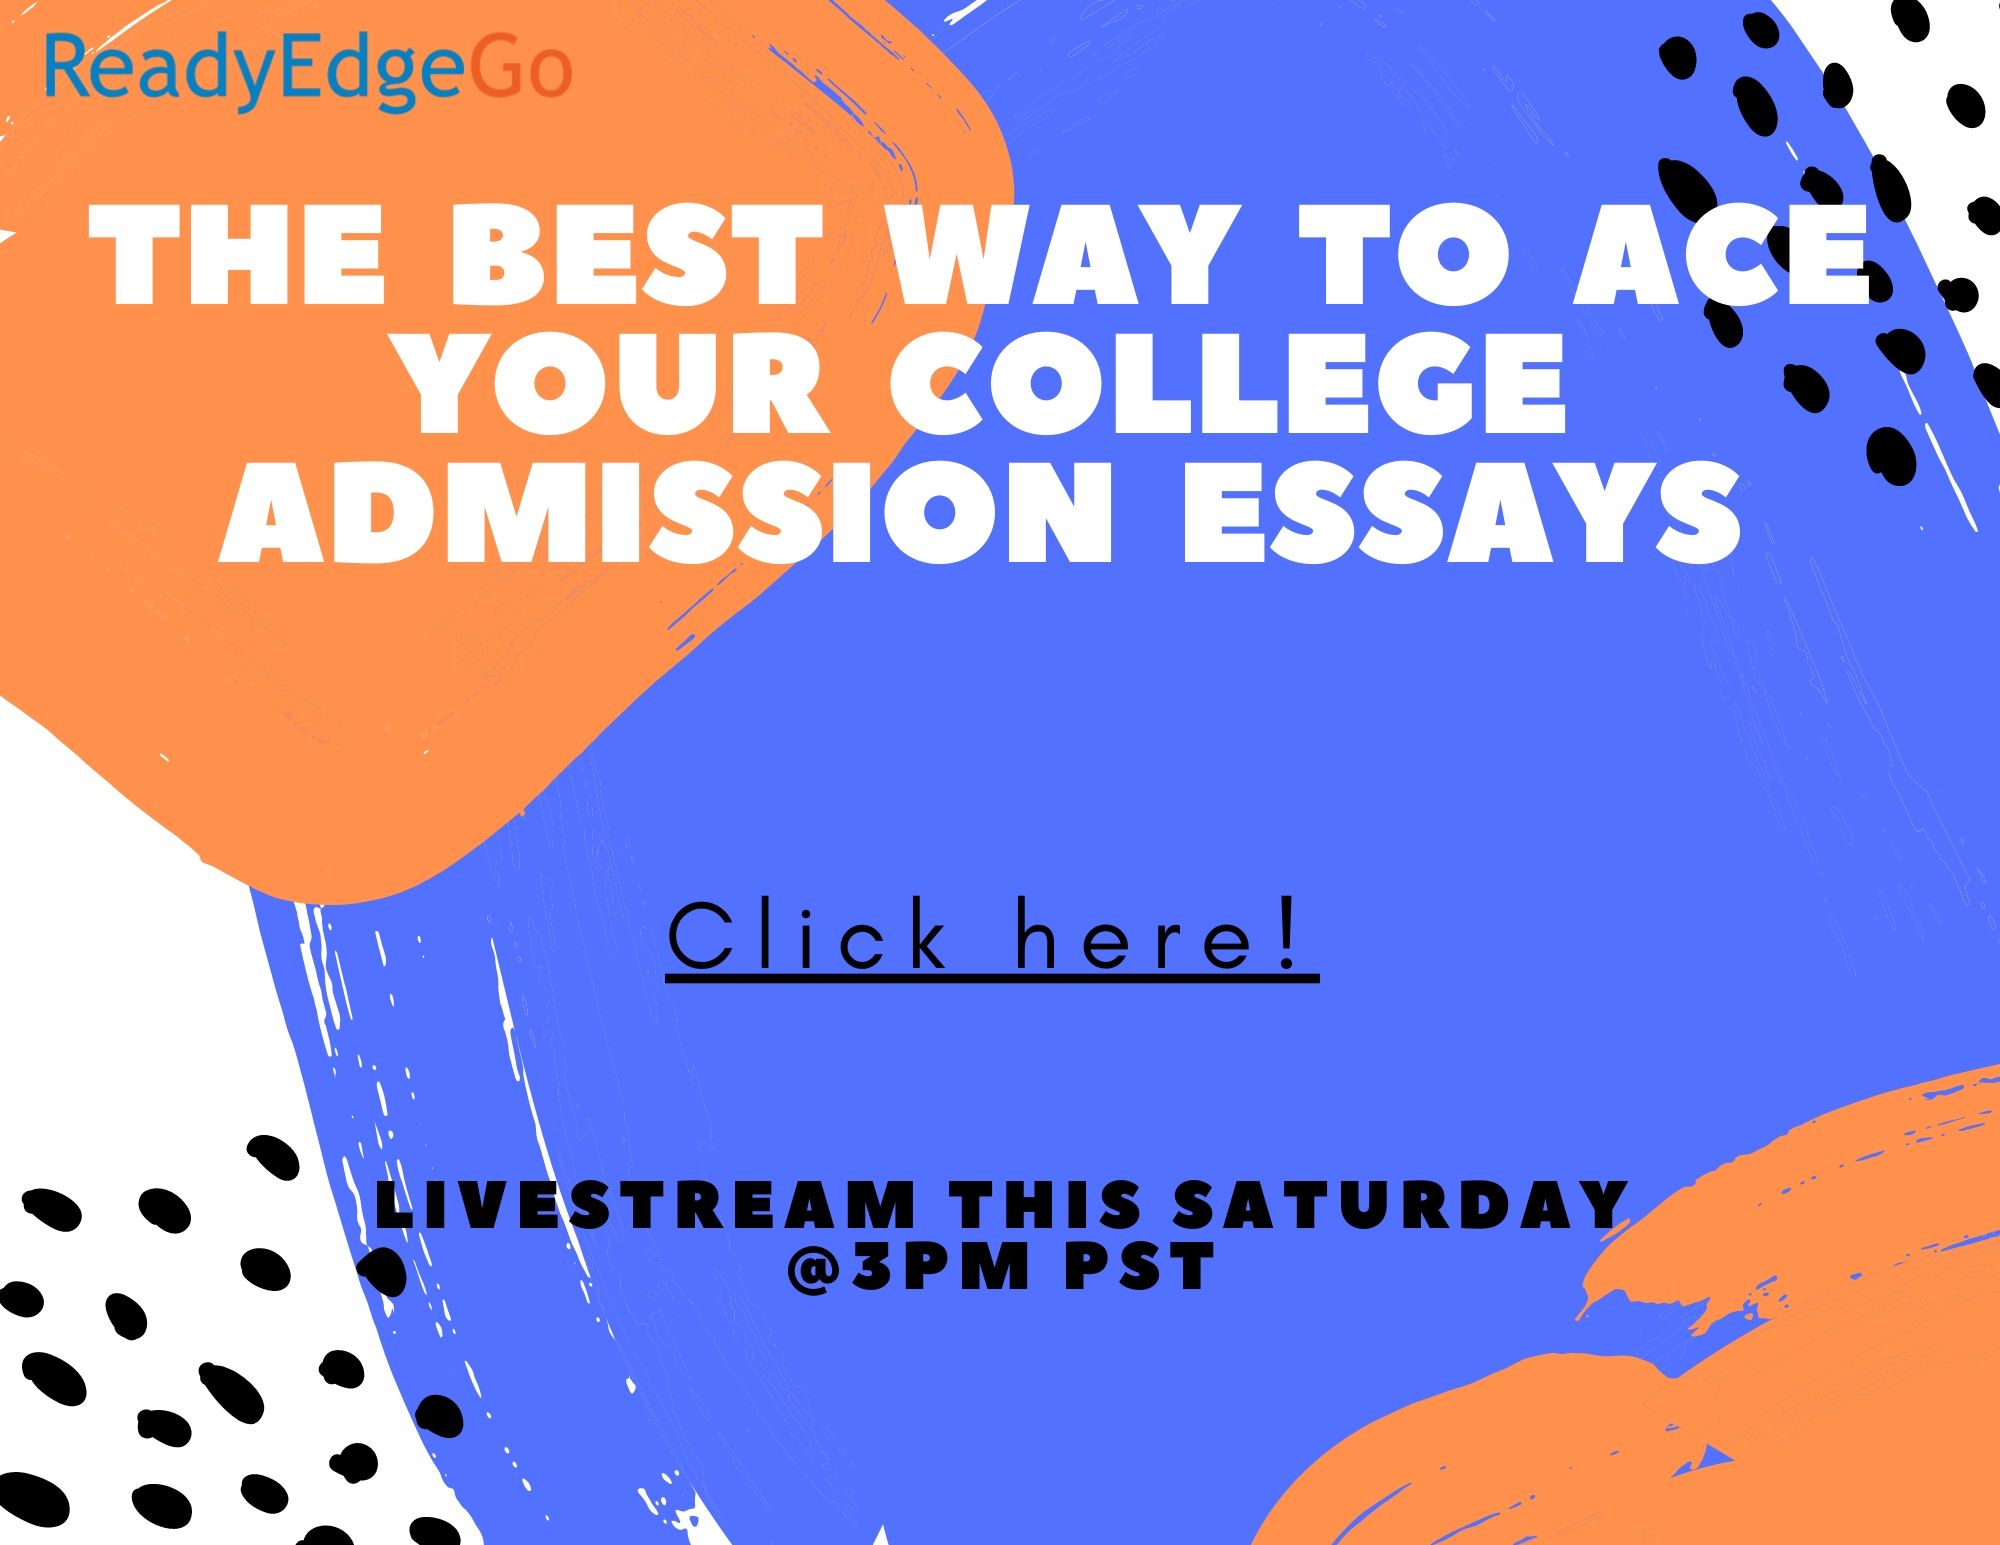 ReadyEdgeGo
THE BEST WAY TO ACE
YOUR COLLEGE
ADMISSION ESSAYS
Click here!
LIVESTREAM THIS SATURDAY
@3PM PST